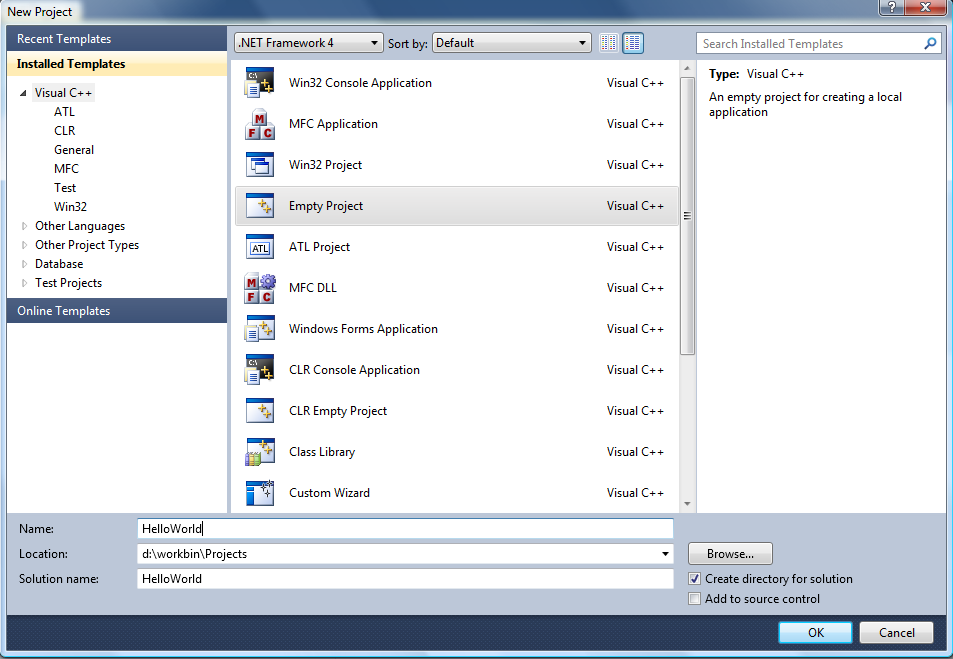 New Project
?
Recent Templates
Installed Templates
Visual C++
ATL
CLR
General
MFC
Test
Win32
Other Languages
Other Project Types
Database
Test Projects
Online Templates
.NET Framework 4
Sort by: Default
Win32 Console Application Visual C++
MFC Application Visual C++
Win32 Project Visual C++
Empty Project Visual C++
ATL Project Visual C++
MFC DLL Visual C++
Windows Forms Application Visual C++
CLR Console Application Visual C++
CLR Empty Project Visual C++
Class Library Visual C++
Custom Wizard Visual C++
Search Installed Templates
Type: Visual C++
An empty project for creating a local
application
Name: HelloWorld
Location: d:\workbin\Projects Browse...
Solution name: HelloWorld
Create directory for solution
Add to source control
OK Cancel